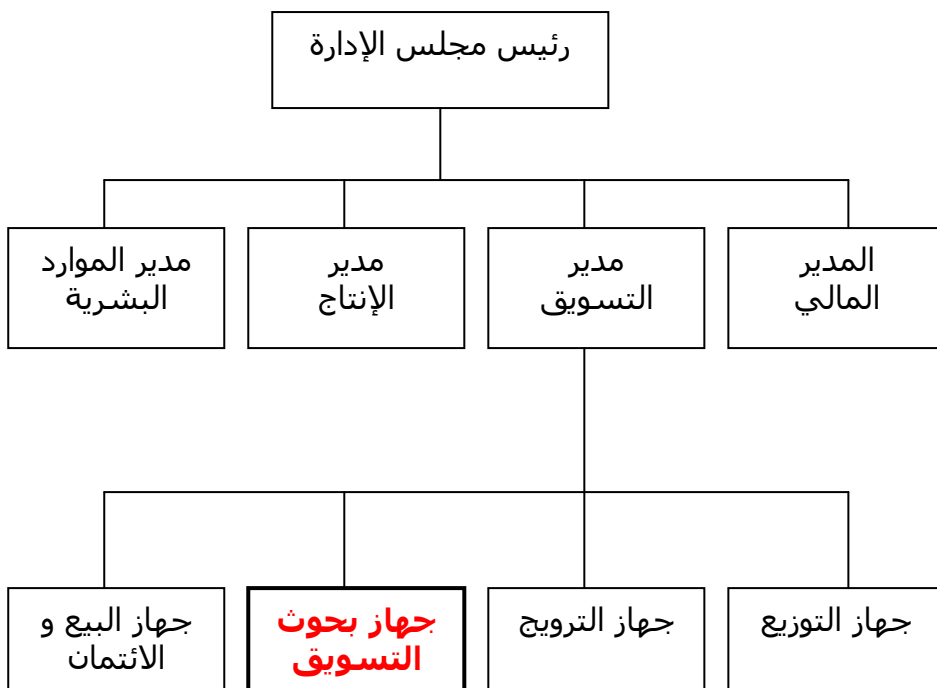 رئيس مجلس الإدارة
المدير
المالي
مدير
التسويق
مدير
الإنتاج
مدير الموارد
البشرية
جهاز التوزيع
جهاز الترويج
جهاز بحوث
التسويق
جهاز البيع و
الائتمان